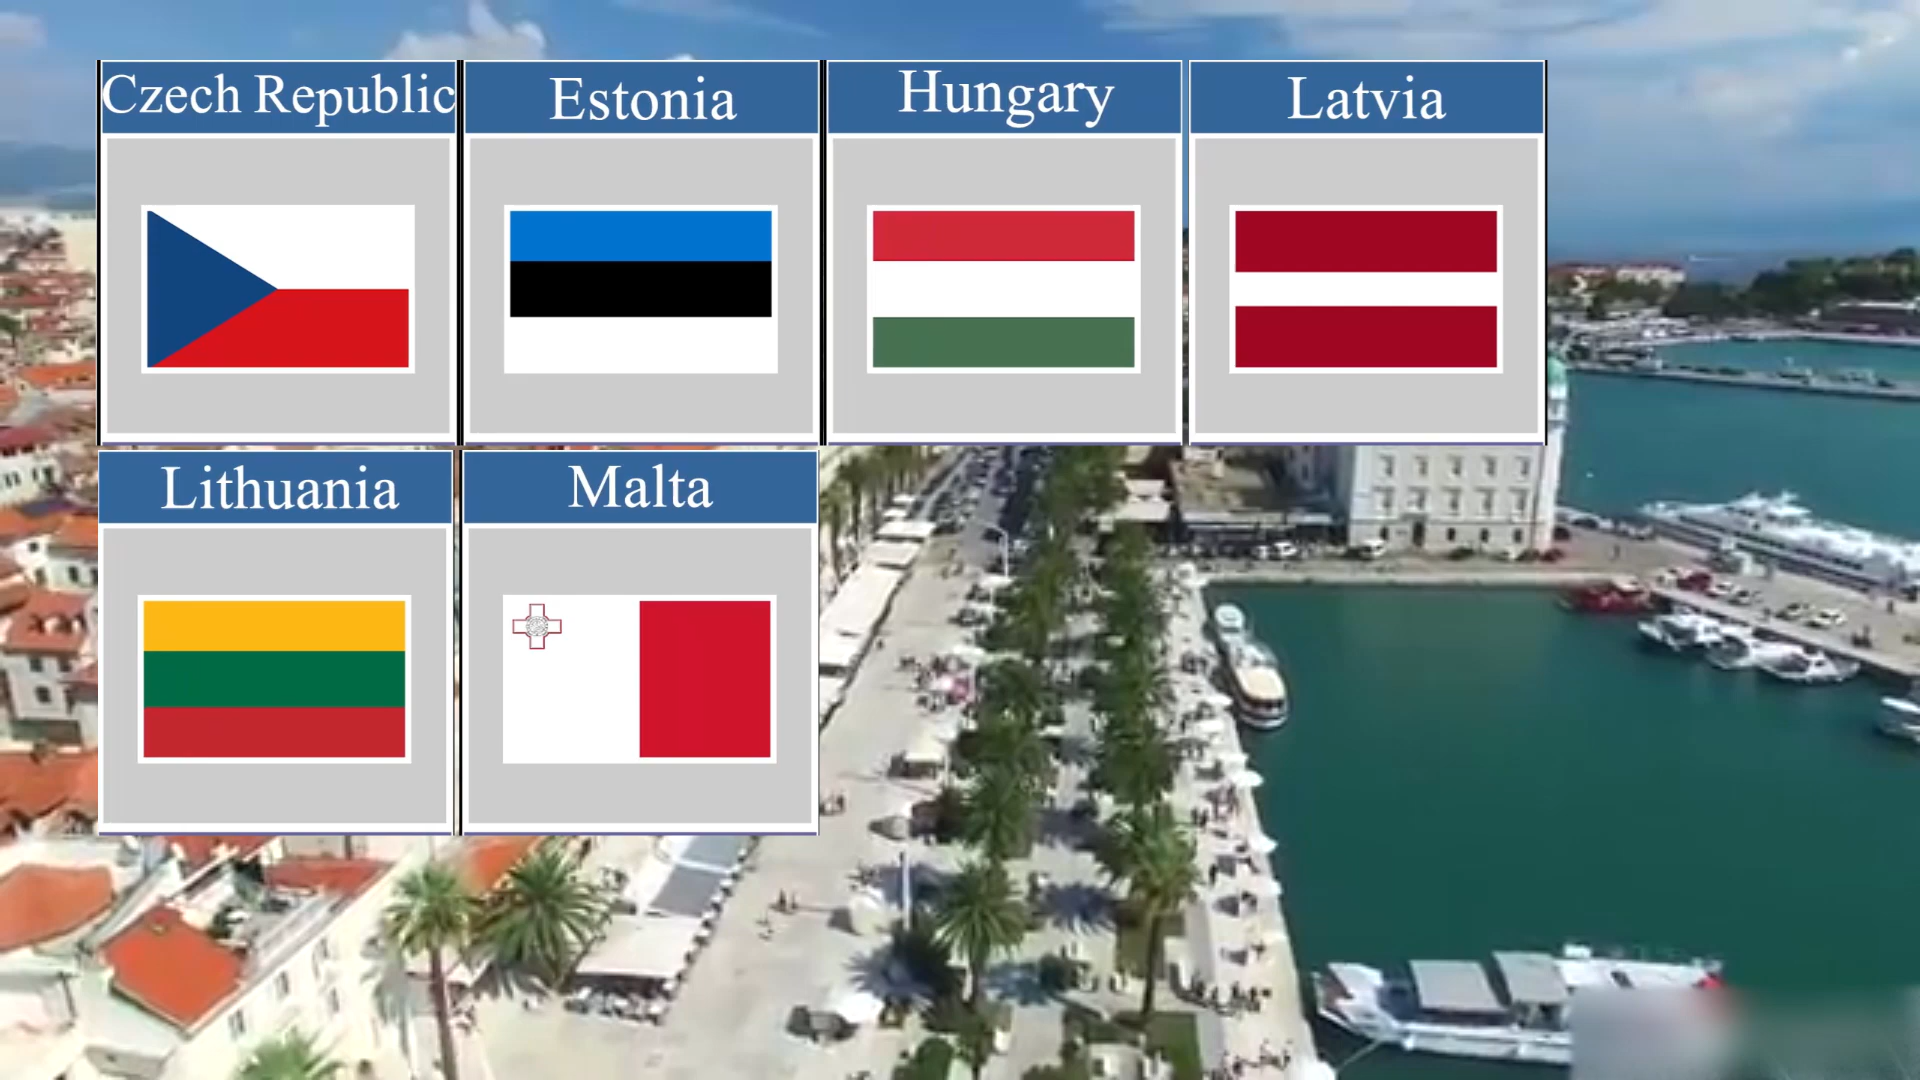 Czech Republic
Estonia
Hungary
Latvia
Lithuania
Malta